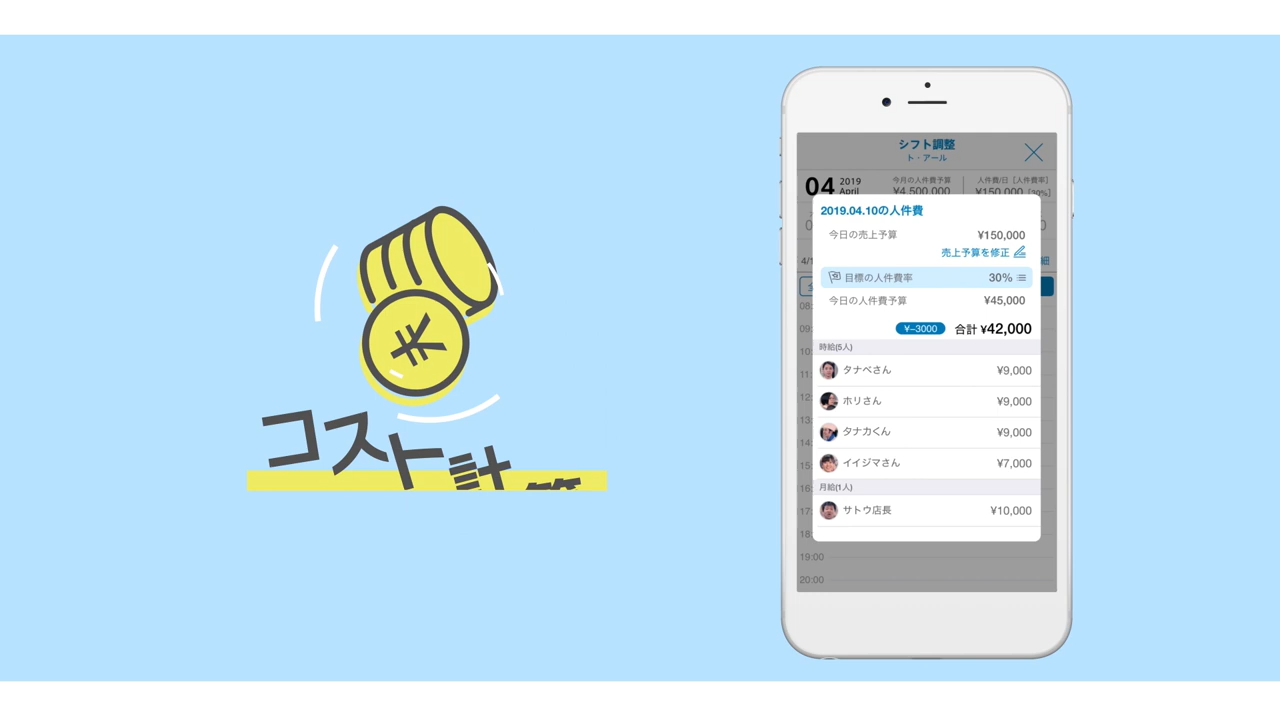 コスト計算
シフト調整
ト・アール
04 2019 April
今月の人件費予算
¥4,500,000
人件費/日 [人件費率]
¥150,000 [30%]
2019.04.10の人件費
今日の売上予算 ¥150,000
売上予算を修正
目標の人件費率 30%
今日の人件費予算 ¥45,000
¥−3000 合計 ¥42,000
時給(5人)
タナベさん ¥9,000
ホリさん ¥9,000
タナカくん ¥9,000
イイジマさん ¥7,000
月給(1人)
サトウ店長 ¥10,000
19:00
20:00